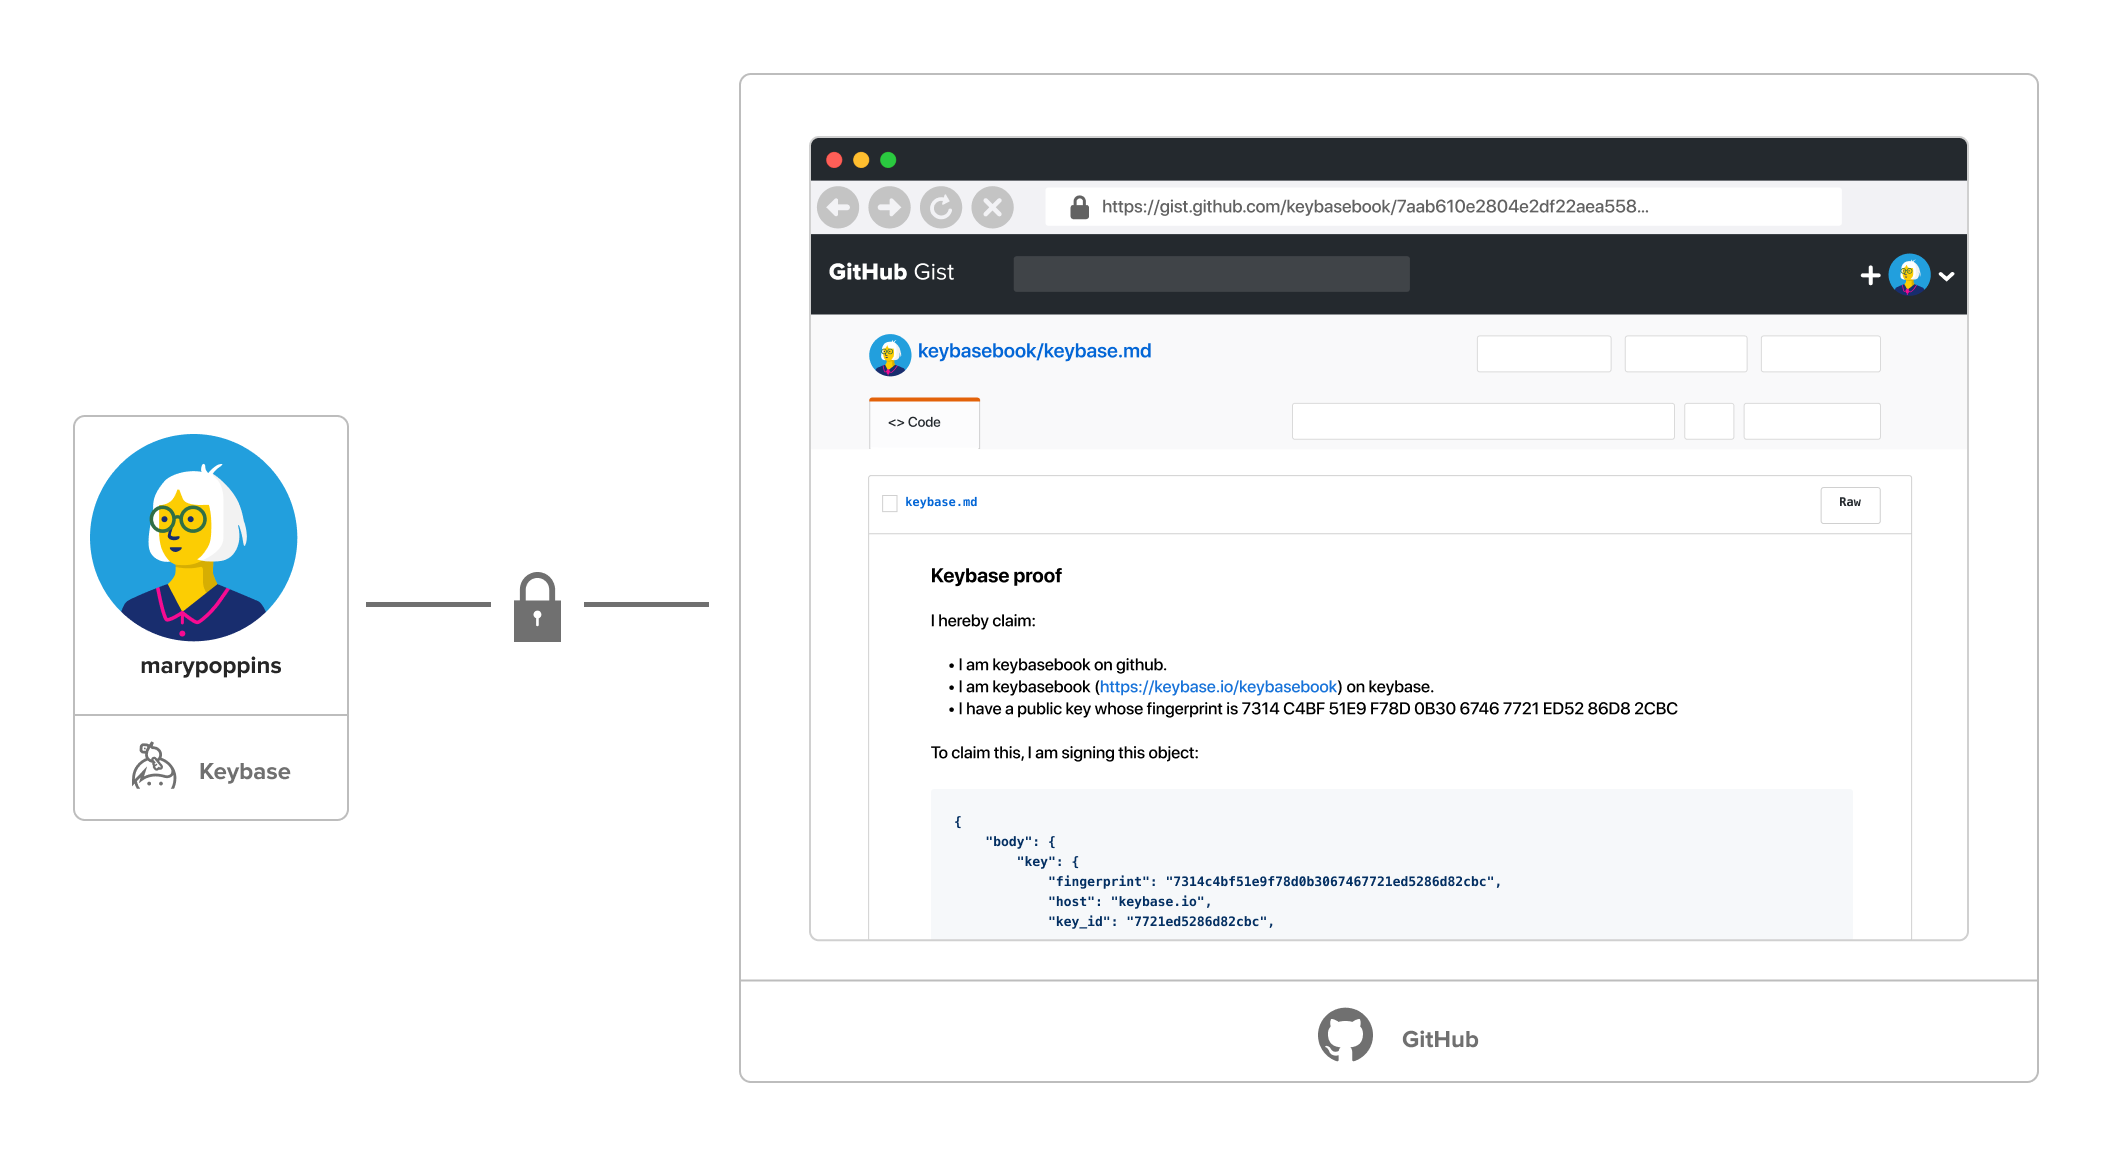 marypoppins
Keybase
https://gist.github.com/keybasebook/7aab610e2804e2df22aea558...
GitHub Gist
keybasebook/keybase.md
<> Code
keybase.md
Raw
Keybase proof
I hereby claim:
• I am keybasebook on github.
• I am keybasebook (https://keybase.io/keybasebook) on keybase.
• I have a public key whose fingerprint is 7314 C4BF 51E9 F78D 0B30 6746 7721 ED52 86D8 2CBC
To claim this, I am signing this object:
{
"body": {
"key": {
"fingerprint": "7314c4bf51e9f78d0b3067467721ed5286d82cbc",
"host": "keybase.io",
"key_id": "7721ed5286d82cbc",
GitHub